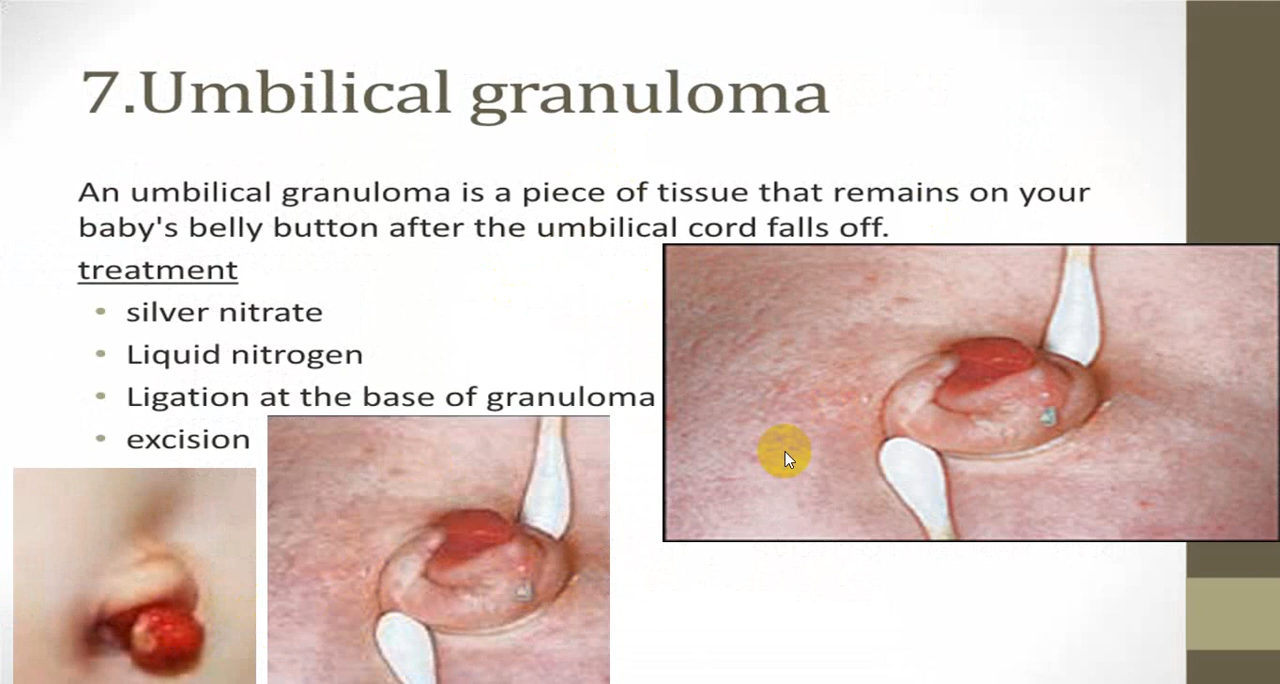 7.Umbilical granuloma
An umbilical granuloma is a piece of tissue that remains on your
baby's belly button after the umbilical cord falls off.
treatment
• silver nitrate
• Liquid nitrogen
• Ligation at the base of granuloma
• excision